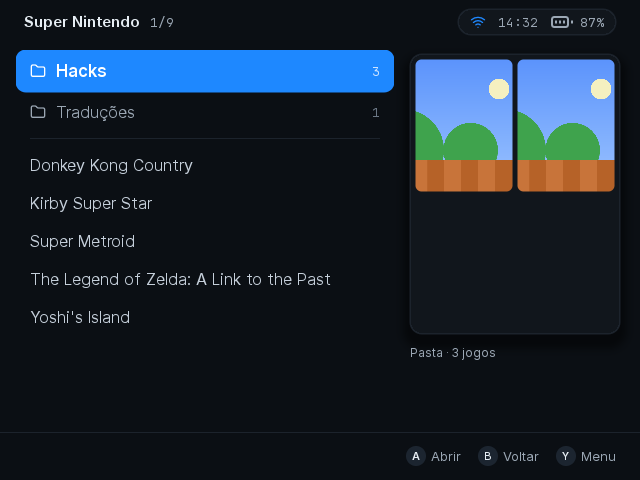 Super Nintendo 1/9
14:32 87%
Hacks 3
Traduções 1
Donkey Kong Country
Kirby Super Star
Super Metroid
The Legend of Zelda: A Link to the Past
Yoshi's Island
Pasta · 3 jogos
A Abrir B Voltar Y Menu